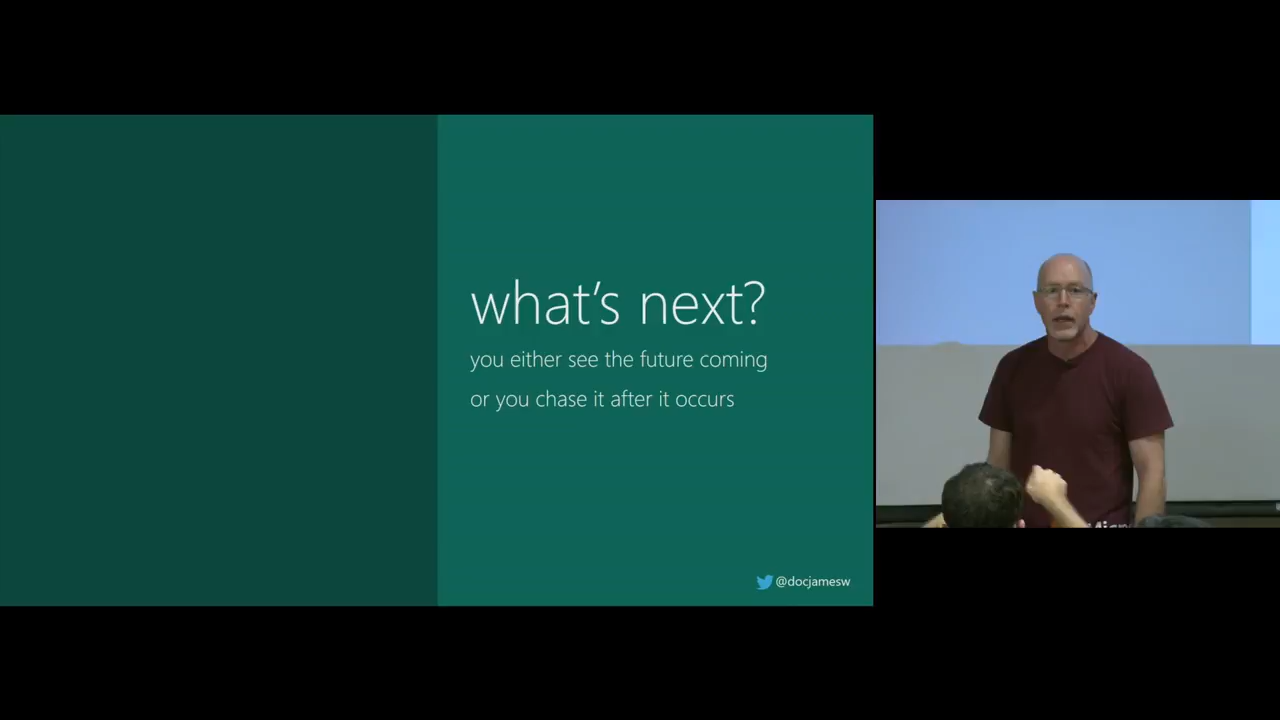 what's next?
you either see the future coming
or you chase it after it occurs
@docjamesw